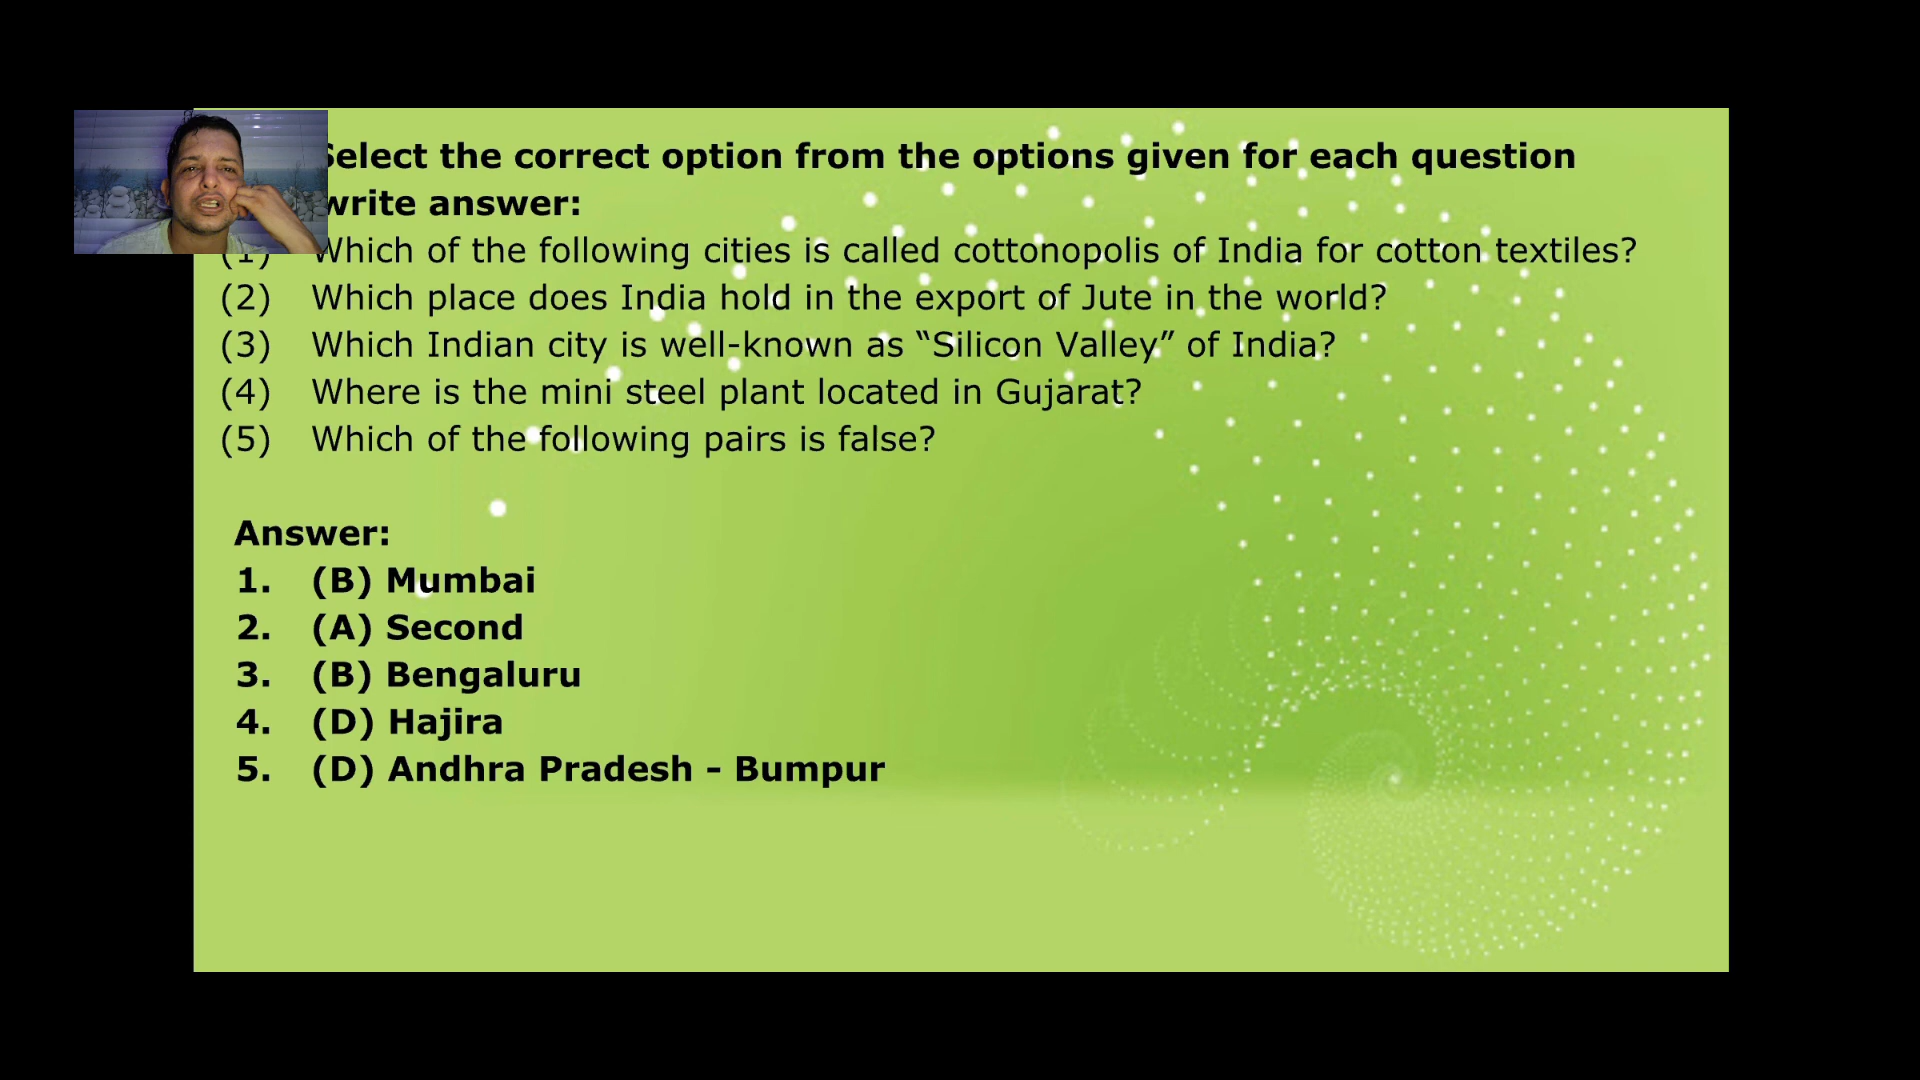 Select the correct option from the options given for each question
write answer:
(1) Which of the following cities is called cottonopolis of India for cotton textiles?
(2) Which place does India hold in the export of Jute in the world?
(3) Which Indian city is well-known as “Silicon Valley” of India?
(4) Where is the mini steel plant located in Gujarat?
(5) Which of the following pairs is false?
Answer:
1. (B) Mumbai
2. (A) Second
3. (B) Bengaluru
4. (D) Hajira
5. (D) Andhra Pradesh - Bumpur